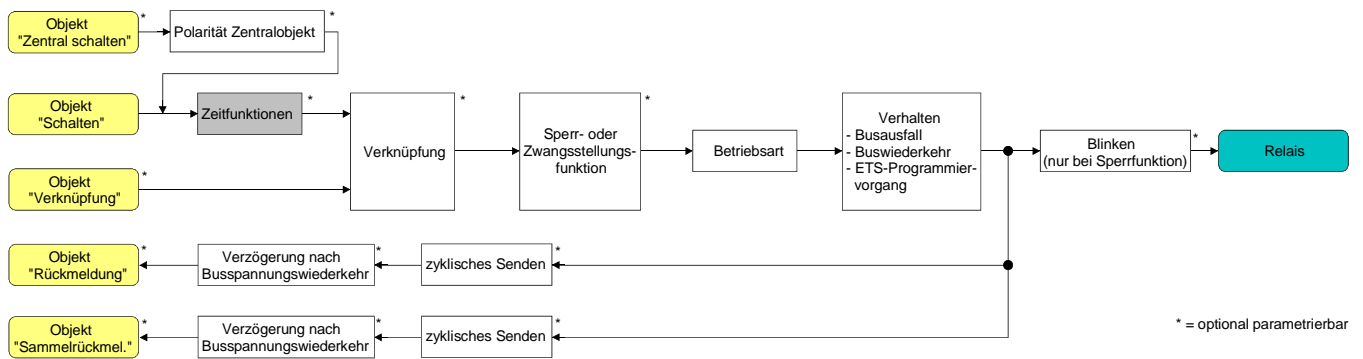 Objekt
"Zentral schalten"
*
Polarität Zentralobjekt
*
Objekt
"Schalten"
Zeitfunktionen
*
Verknüpfung
*
Sperr- oder
Zwangsstellungs-
funktion
*
Betriebsart
Verhalten
- Busausfall
- Buswiederkehr
- ETS-Programmier-
vorgang
Blinken
(nur bei Sperrfunktion)
*
Relais
Objekt
"Verknüpfung"
*
Objekt
"Rückmeldung"
*
Verzögerung nach
Busspannungswiederkehr
*
zyklisches Senden
*
Objekt
"Sammelrückmel."
*
Verzögerung nach
Busspannungswiederkehr
*
zyklisches Senden
*
* = optional parametrierbar